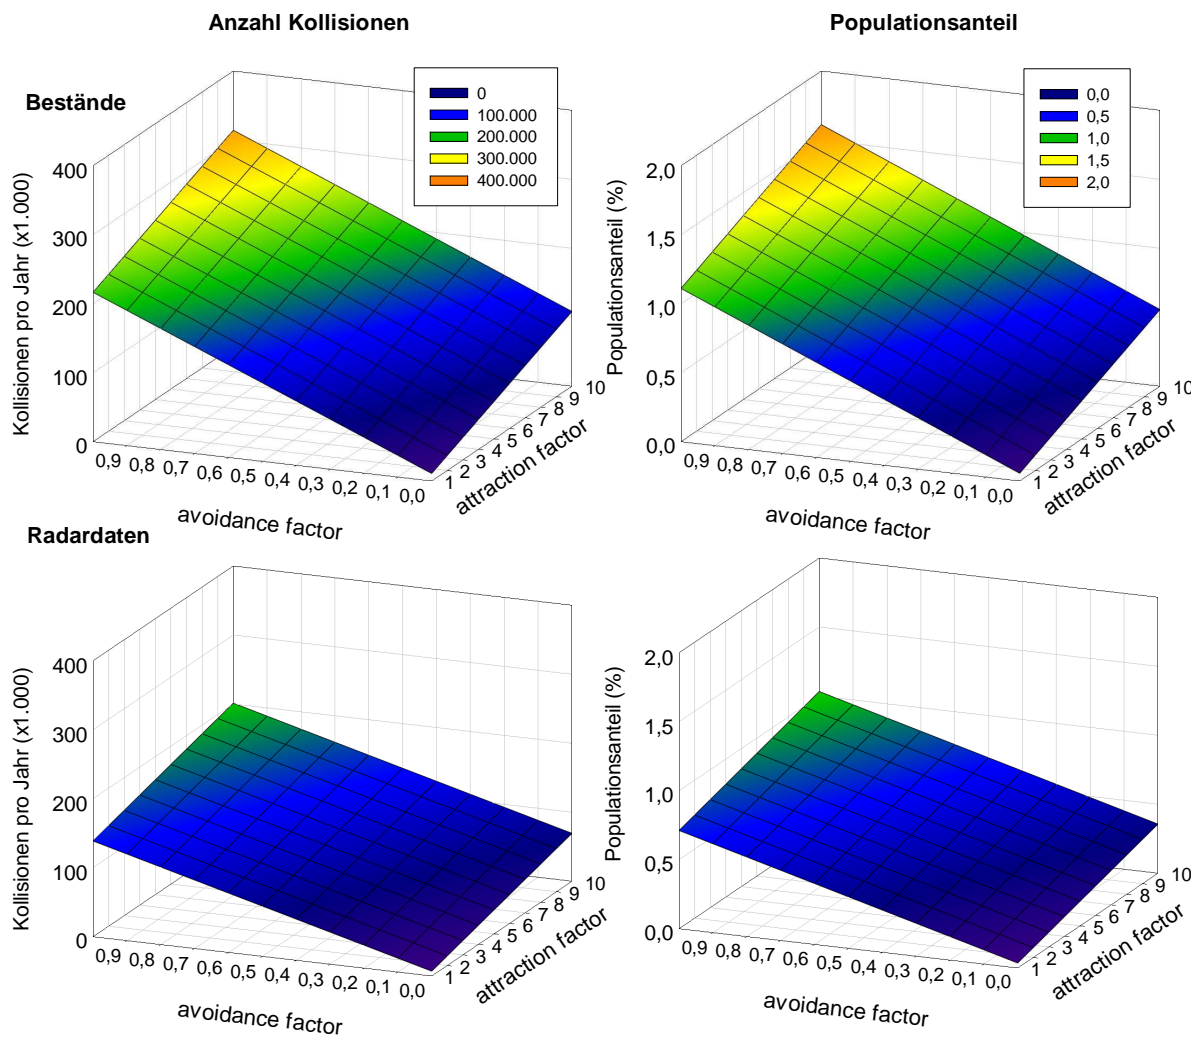 Anzahl Kollisionen
Populationsanteil
Bestände
0
100.000
200.000
300.000
400.000
Kollisionen pro Jahr (x1.000)
400
300
200
100
0
0,9 0,8 0,7 0,6 0,5 0,4 0,3 0,2 0,1 0,0
avoidance factor
1 2 3 4 5 6 7 8 9 10
attraction factor
0,0
0,5
1,0
1,5
2,0
Populationsanteil (%)
2,0
1,5
1,0
0,5
0,0
0,9 0,8 0,7 0,6 0,5 0,4 0,3 0,2 0,1 0,0
avoidance factor
1 2 3 4 5 6 7 8 9 10
attraction factor
Radardaten
Kollisionen pro Jahr (x1.000)
400
300
200
100
0
0,9 0,8 0,7 0,6 0,5 0,4 0,3 0,2 0,1 0,0
avoidance factor
1 2 3 4 5 6 7 8 9 10
attraction factor
Populationsanteil (%)
2,0
1,5
1,0
0,5
0,0
0,9 0,8 0,7 0,6 0,5 0,4 0,3 0,2 0,1 0,0
avoidance factor
1 2 3 4 5 6 7 8 9 10
attraction factor